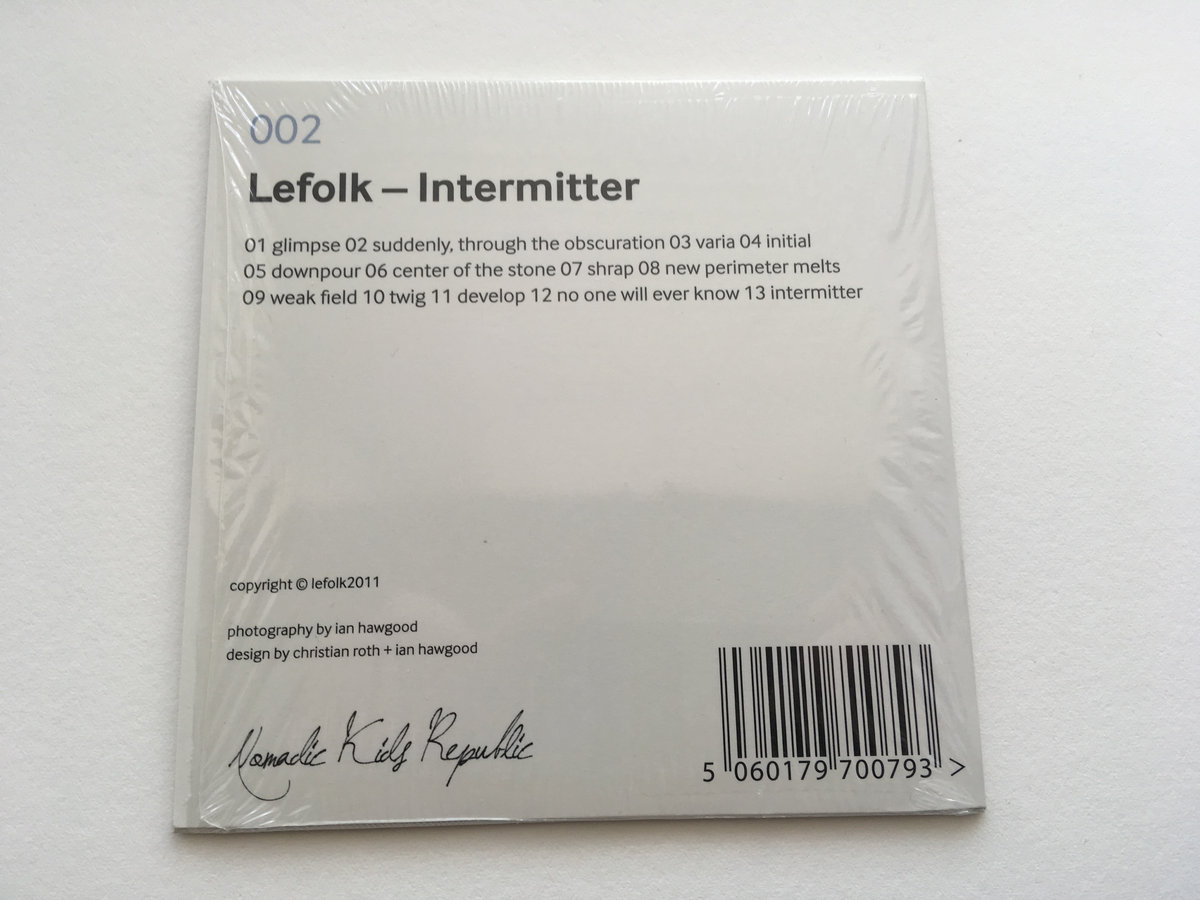 002
Lefolk – Intermitter
01 glimpse 02 suddenly, through the obscuration 03 varia 04 initial
05 downpour 06 center of the stone 07 shrap 08 new perimeter melts
09 weak field 10 twig 11 develop 12 no one will ever know 13 intermitter
copyright © lefolk2011
photography by ian hawgood
design by christian roth + ian hawgood
Nomadic Kids Republic
5 060179 700793 >